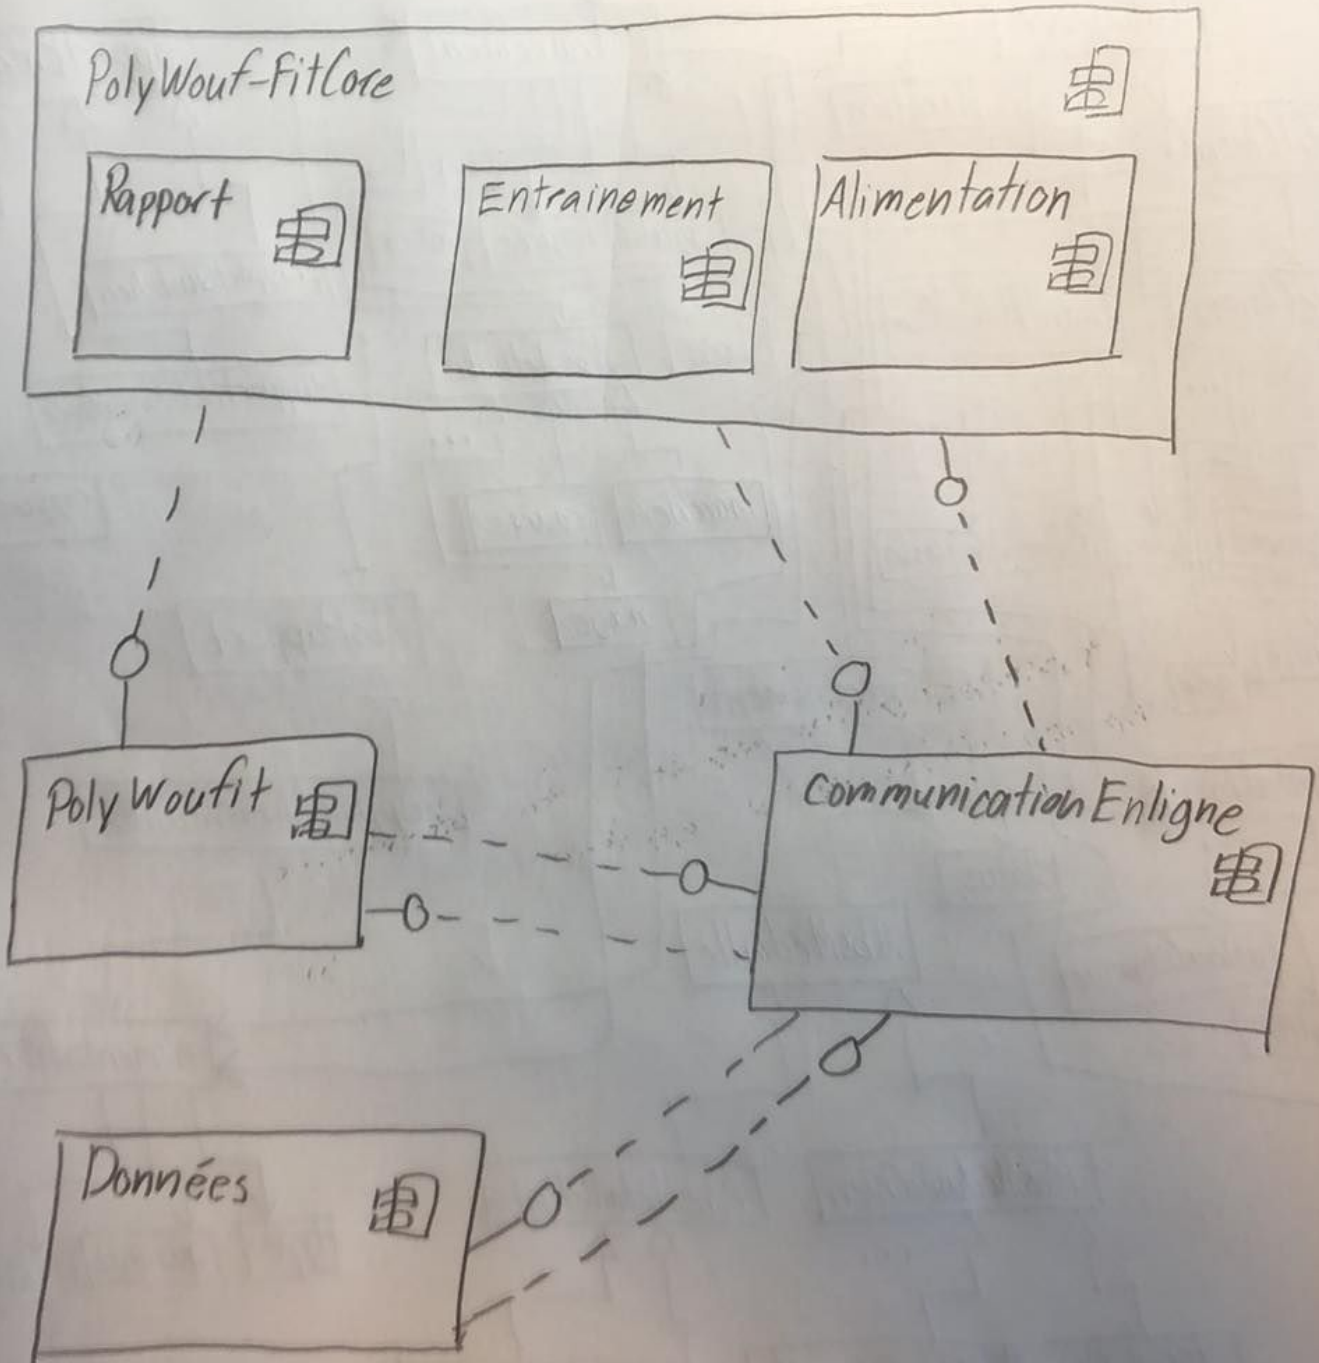 PolyWouf-FitCore
Rapport
Entrainement
Alimentation
PolyWoufit
CommunicationEnligne
Données